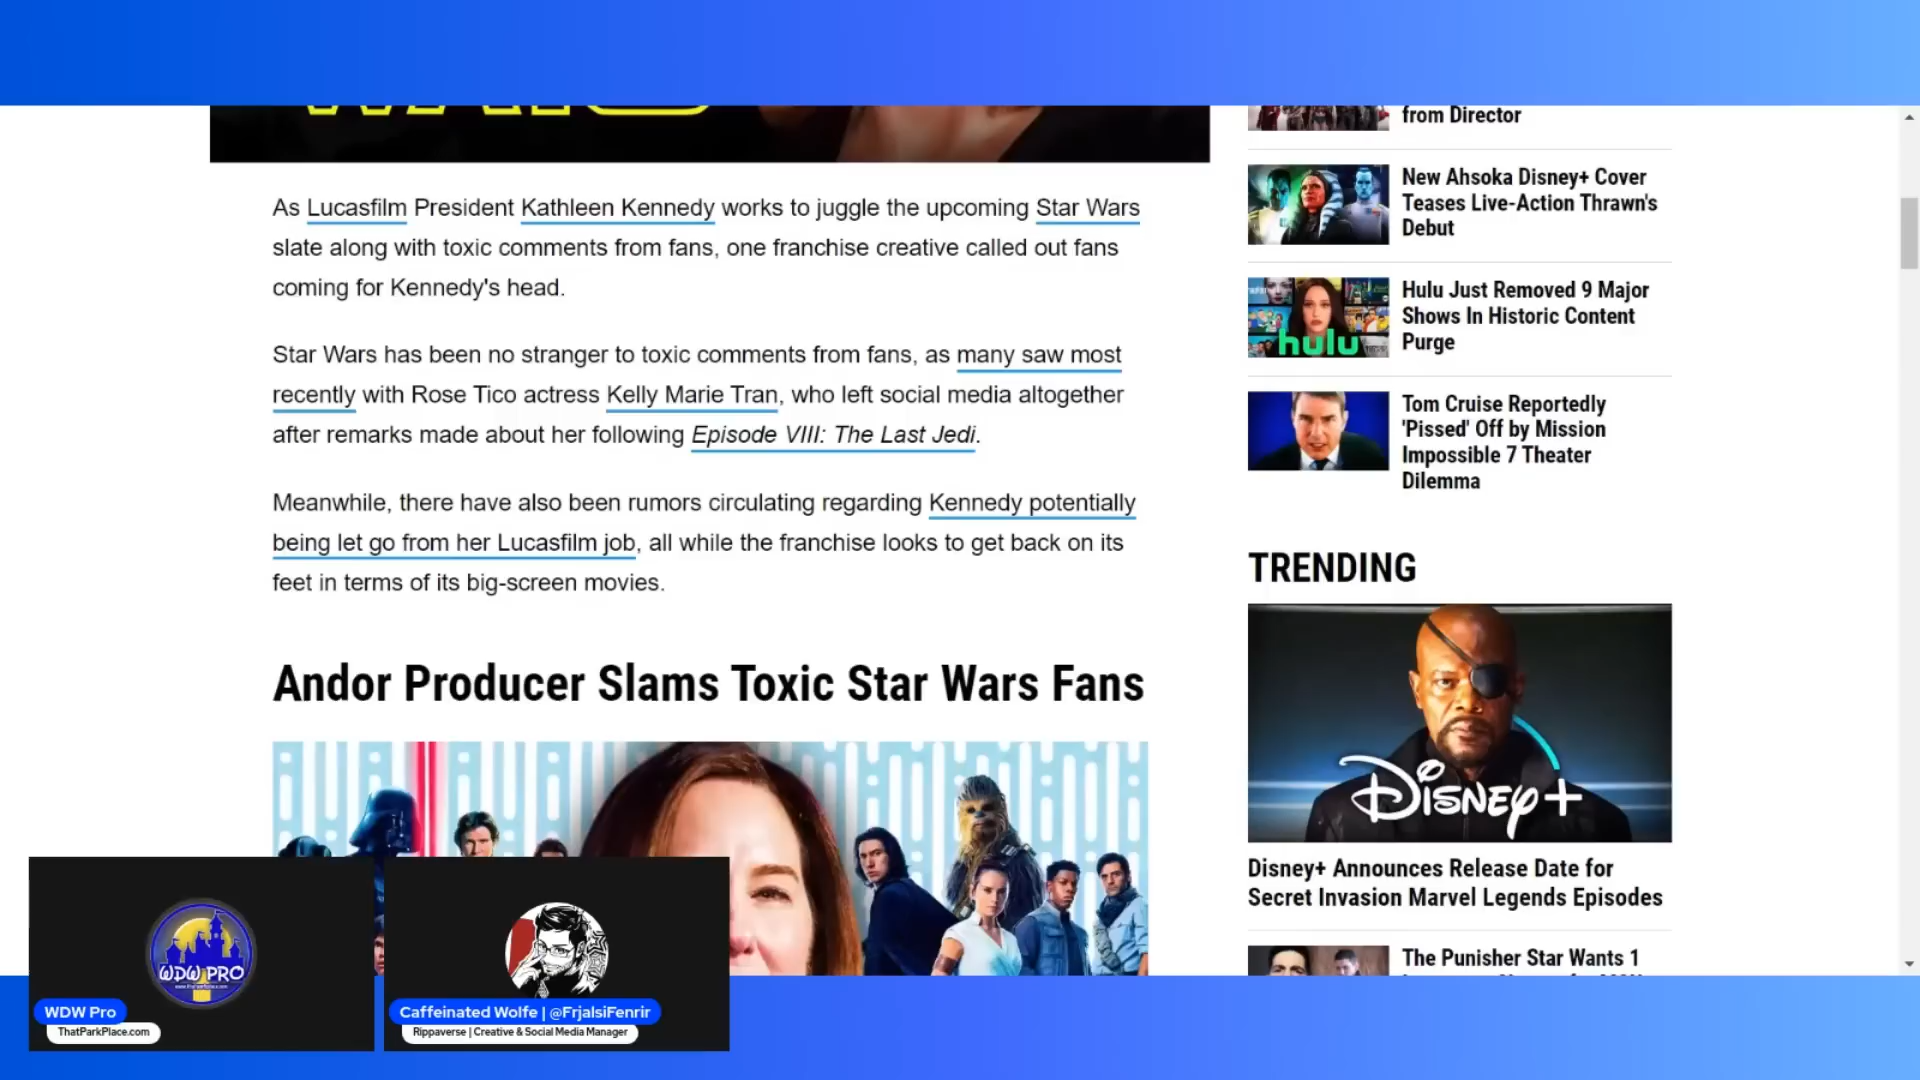 As Lucasfilm President Kathleen Kennedy works to juggle the upcoming Star Wars
slate along with toxic comments from fans, one franchise creative called out fans
coming for Kennedy's head.
Star Wars has been no stranger to toxic comments from fans, as many saw most
recently with Rose Tico actress Kelly Marie Tran, who left social media altogether
after remarks made about her following Episode VIII: The Last Jedi.
Meanwhile, there have also been rumors circulating regarding Kennedy potentially
being let go from her Lucasfilm job, all while the franchise looks to get back on its
feet in terms of its big-screen movies.
Andor Producer Slams Toxic Star Wars Fans
from Director
New Ahsoka Disney+ Cover
Teases Live-Action Thrawn's
Debut
hulu
Hulu Just Removed 9 Major
Shows In Historic Content
Purge
Tom Cruise Reportedly
'Pissed' Off by Mission
Impossible 7 Theater
Dilemma
TRENDING
Disney+
Disney+ Announces Release Date for
Secret Invasion Marvel Legends Episodes
The Punisher Star Wants 1
WDW PRO
WDW Pro
ThatParkPlace.com
Caffeinated Wolfe | @FrjalsiFenrir
Rippaverse | Creative & Social Media Manager